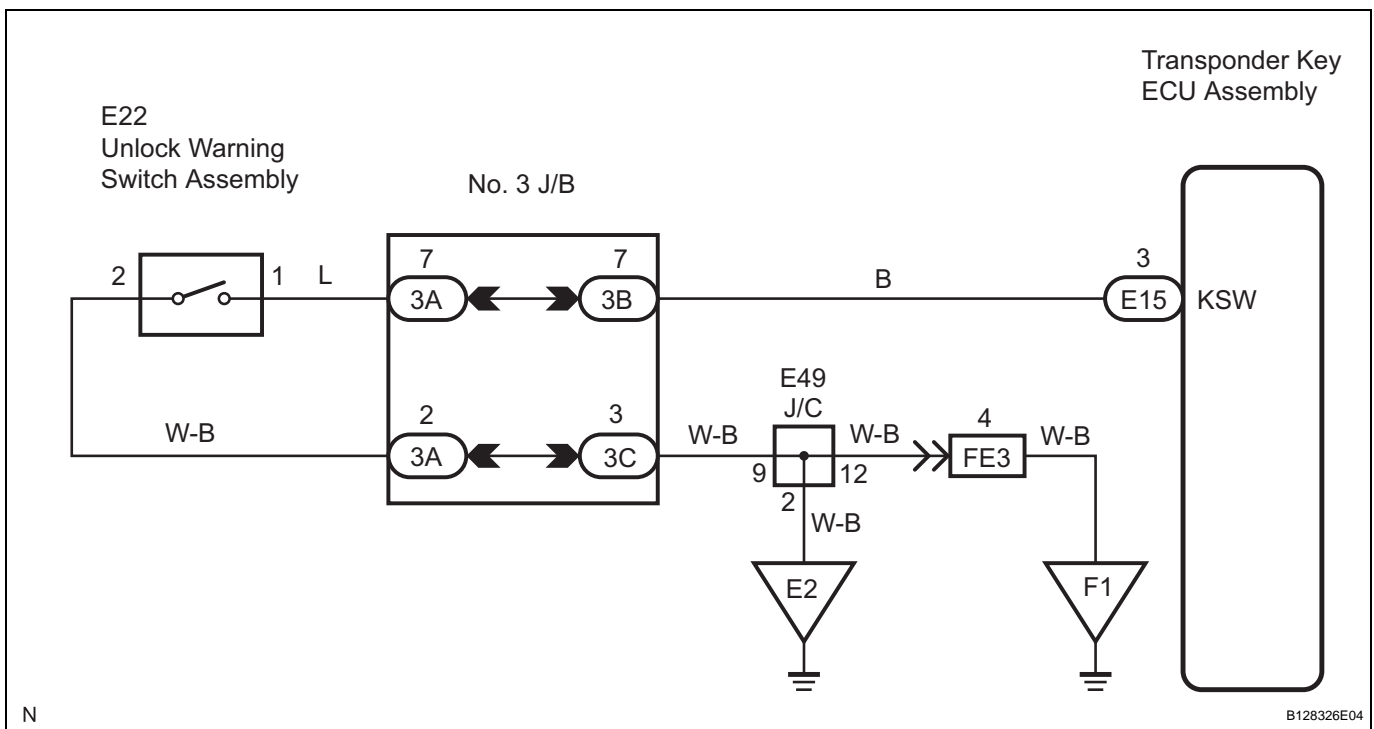 Transponder Key
ECU Assembly
E22
Unlock Warning
Switch Assembly
No. 3 J/B
2
1
L
7
3A
7
3B
B
3
E15
KSW
W-B
2
3A
3
3C
W-B
E49
J/C
9
2
12
W-B
W-B
4
FE3
W-B
E2
F1
N
B128326E04